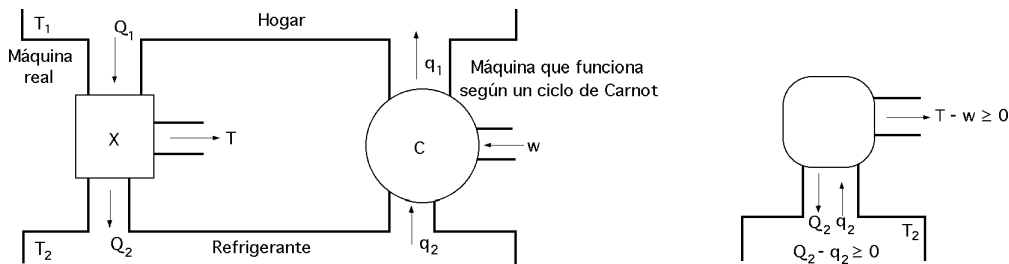 T1
Q1
Hogar
Máquina
real
q1
Máquina que funciona
según un ciclo de Carnot
X
T
C
w
T - w ≥ 0
T2
Q2
Refrigerante
q2
Q2
q2
T2
Q2 - q2 ≥ 0